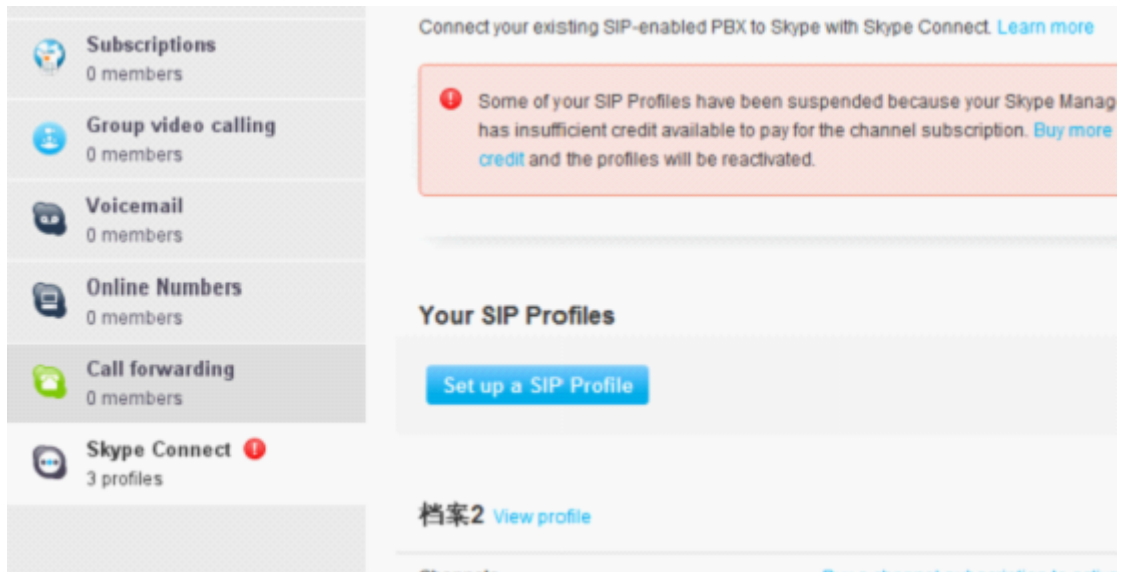 Subscriptions
0 members
Group video calling
0 members
Voicemail
0 members
Online Numbers
0 members
Call forwarding
0 members
Skype Connect
3 profiles
Connect your existing SIP-enabled PBX to Skype with Skype Connect. Learn more
Some of your SIP Profiles have been suspended because your Skype Manag
has insufficient credit available to pay for the channel subscription. Buy more
credit and the profiles will be reactivated.
Your SIP Profiles
Set up a SIP Profile
档案2 View profile